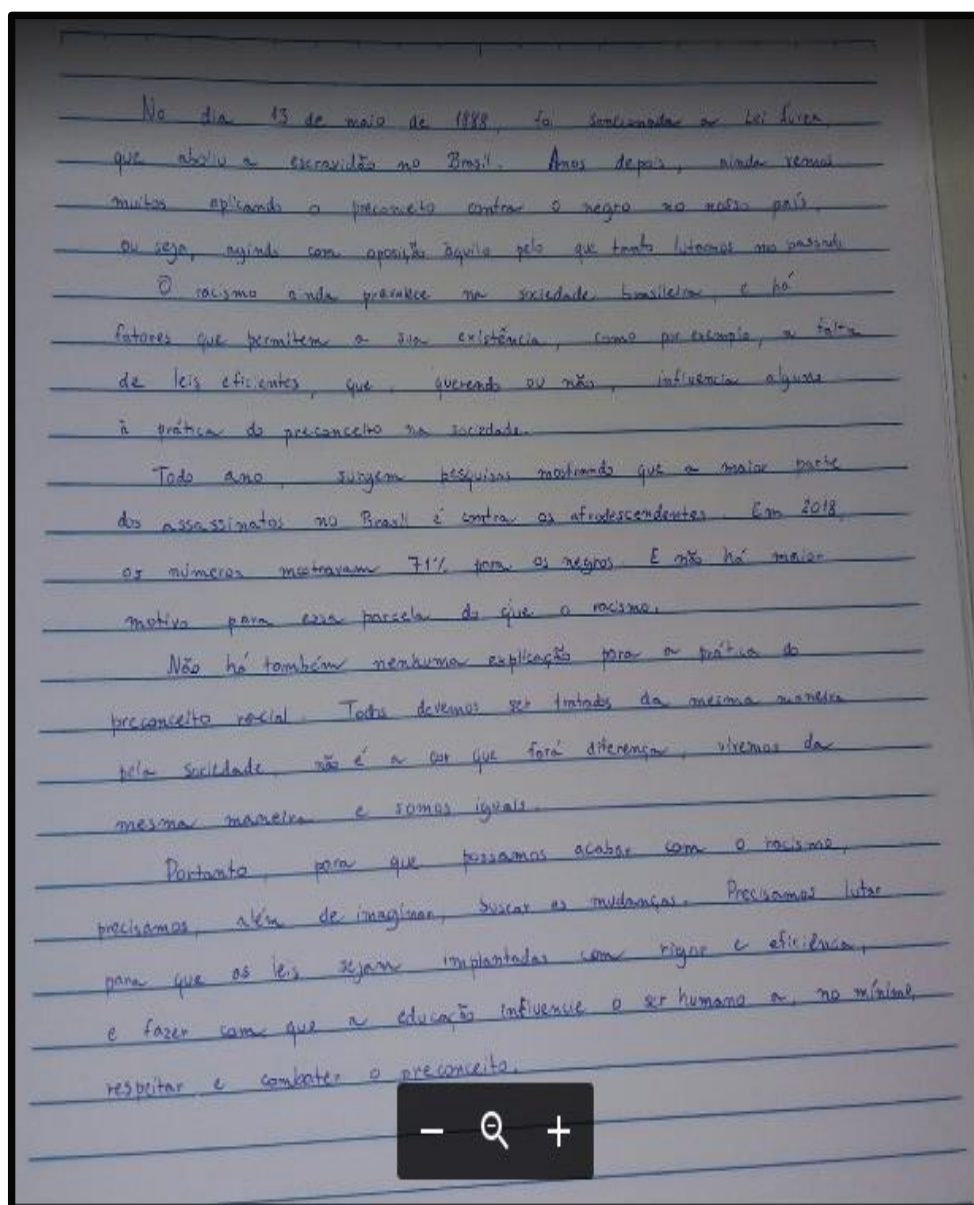 No dia 13 de maio de 1888, foi sancionada a Lei Áurea,
que aboliu a escravidão no Brasil. Anos depois, ainda vemos
muitos aplicando o preconceito contra o negro no nosso país,
ou seja, agindo com oposição àquilo pelo que tanto lutamos no passado.
O racismo ainda prevalece na sociedade brasileira, e há
fatores que permitem a sua existência, como por exemplo, a falta
de leis eficientes, que, querendo ou não, influencia alguns
à prática do preconceito na sociedade.
Todo ano, surgem pesquisas mostrando que a maior parte
dos assassinatos no Brasil é contra os afrodescendentes. Em 2018,
os números mostravam 71% para os negros. E não há maior
motivo para essa parcela do que o racismo.
Não há também nenhuma explicação para a prática do
preconceito racial. Todos devemos ser tratados da mesma maneira
pela sociedade, não é a cor que fará diferença, vivemos da
mesma maneira e somos iguais.
Portanto, para que possamos acabar com o racismo,
precisamos, além de imaginar, buscar as mudanças. Precisamos lutar
para que as leis sejam implantadas com rigor e eficiência,
e fazer com que a educação influencie o ser humano a, no mínimo,
respeitar e combater o preconceito.